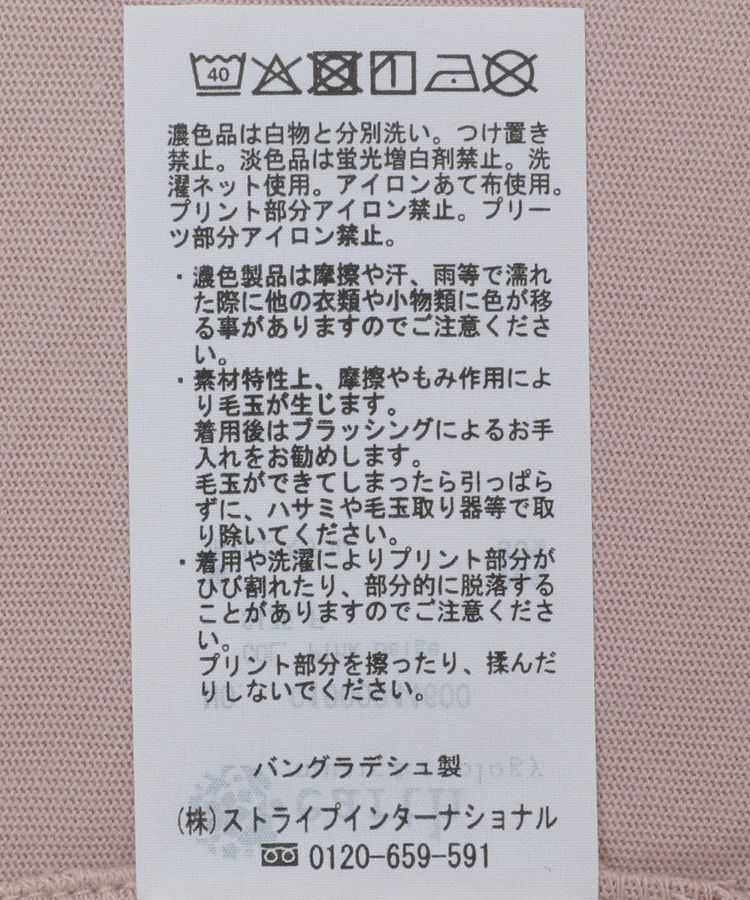 40
濃色品は白物と分別洗い。つけ置き
禁止。淡色品は蛍光増白剤禁止。洗
濯ネット使用。アイロンあて布使用。
プリント部分アイロン禁止。プリー
ツ部分アイロン禁止。
・濃色製品は摩擦や汗、雨等で濡れ
た際に他の衣類や小物類に色が移
る事がありますのでご注意くださ
い。
・素材特性上、摩擦やもみ作用によ
り毛玉が生じます。
着用後はブラッシングによるお手
入れをお勧めします。
毛玉ができてしまったら引っぱら
ずに、ハサミや毛玉取り器等で取
り除いてください。
・着用や洗濯によりプリント部分が
ひび割れたり、部分的に脱落する
ことがありますのでご注意くださ
い。
プリント部分を擦ったり、揉んだ
りしないでください。
バングラデシュ製
(株)ストライプインターナショナル
0120-659-591